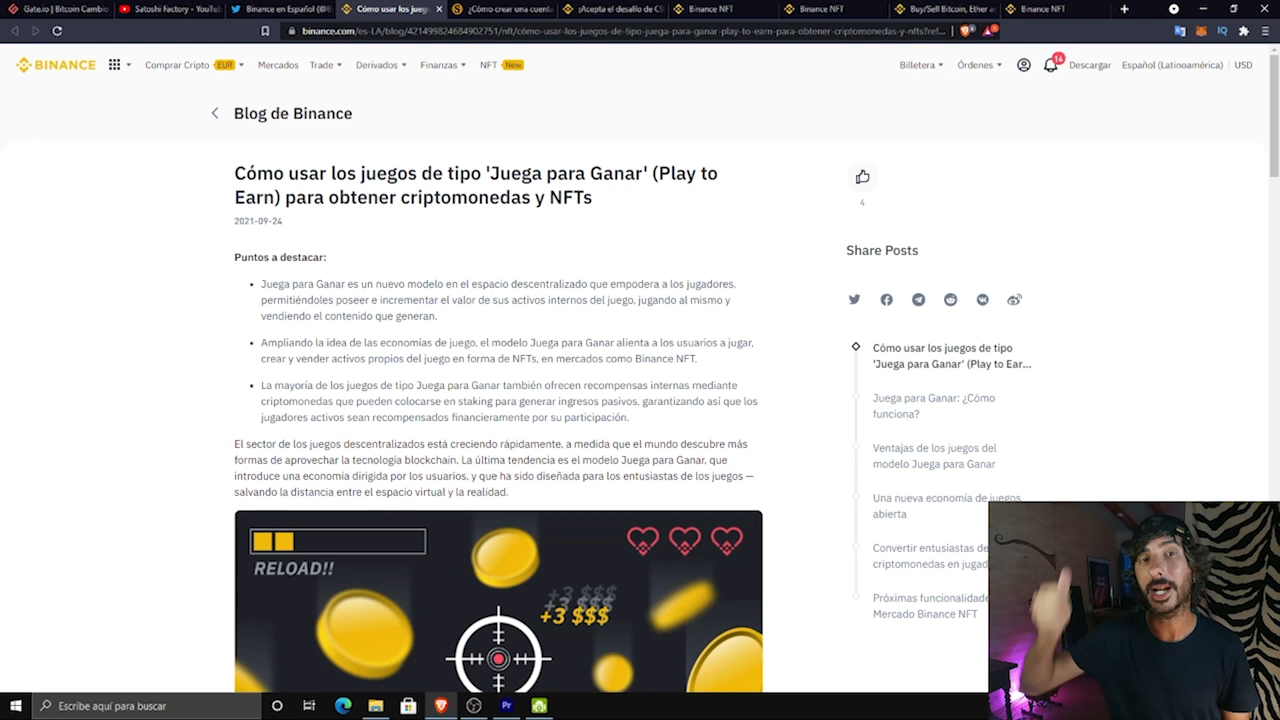 Gate.io | Bitcoin Cambio
Satoshi Factory - YouTu
Binance en Español (@B
Cómo usar los jueg
¿Cómo crear una cuent
¡Acepta el desafío de C
Binance NFT
Binance NFT
Buy/Sell Bitcoin, Ether a
Binance NFT
binance.com/es-LA/blog/421499824684902751/nft/cómo-usar-los-juegos-de-tipo-juega-para-ganar-play-to-earn-para-obtener-criptomonedas-y-nfts?ref...
BINANCE
Comprar Cripto EUR
Mercados
Trade
Derivados
Finanzas
NFT New
Billetera
Órdenes
14
Descargar
Español (Latinoamérica)
USD
Blog de Binance
Cómo usar los juegos de tipo 'Juega para Ganar' (Play to
Earn) para obtener criptomonedas y NFTs
2021-09-24
Puntos a destacar:
Juega para Ganar es un nuevo modelo en el espacio descentralizado que empodera a los jugadores,
permitiéndoles poseer e incrementar el valor de sus activos internos del juego, jugando al mismo y
vendiendo el contenido que generan.
Ampliando la idea de las economías de juego, el modelo Juega para Ganar alienta a los usuarios a jugar,
crear y vender activos propios del juego en forma de NFTs, en mercados como Binance NFT.
La mayoría de los juegos de tipo Juega para Ganar también ofrecen recompensas internas mediante
criptomonedas que pueden colocarse en staking para generar ingresos pasivos, garantizando así que los
jugadores activos sean recompensados financieramente por su participación.
El sector de los juegos descentralizados está creciendo rápidamente, a medida que el mundo descubre más
formas de aprovechar la tecnología blockchain. La última tendencia es el modelo Juega para Ganar, que
introduce una economía dirigida por los usuarios, y que ha sido diseñada para los entusiastas de los juegos —
salvando la distancia entre el espacio virtual y la realidad.
RELOAD!!
+3 $$$
+3 $$$
4
Share Posts
Cómo usar los juegos de tipo
'Juega para Ganar' (Play to Ear...
Juega para Ganar: ¿Cómo
funciona?
Ventajas de los juegos del
modelo Juega para Ganar
Una nueva economía de juegos
abierta
Convertir entusiastas de
criptomonedas en jugad
Próximas funcionalidade
Mercado Binance NFT
Escribe aquí para buscar
Pr